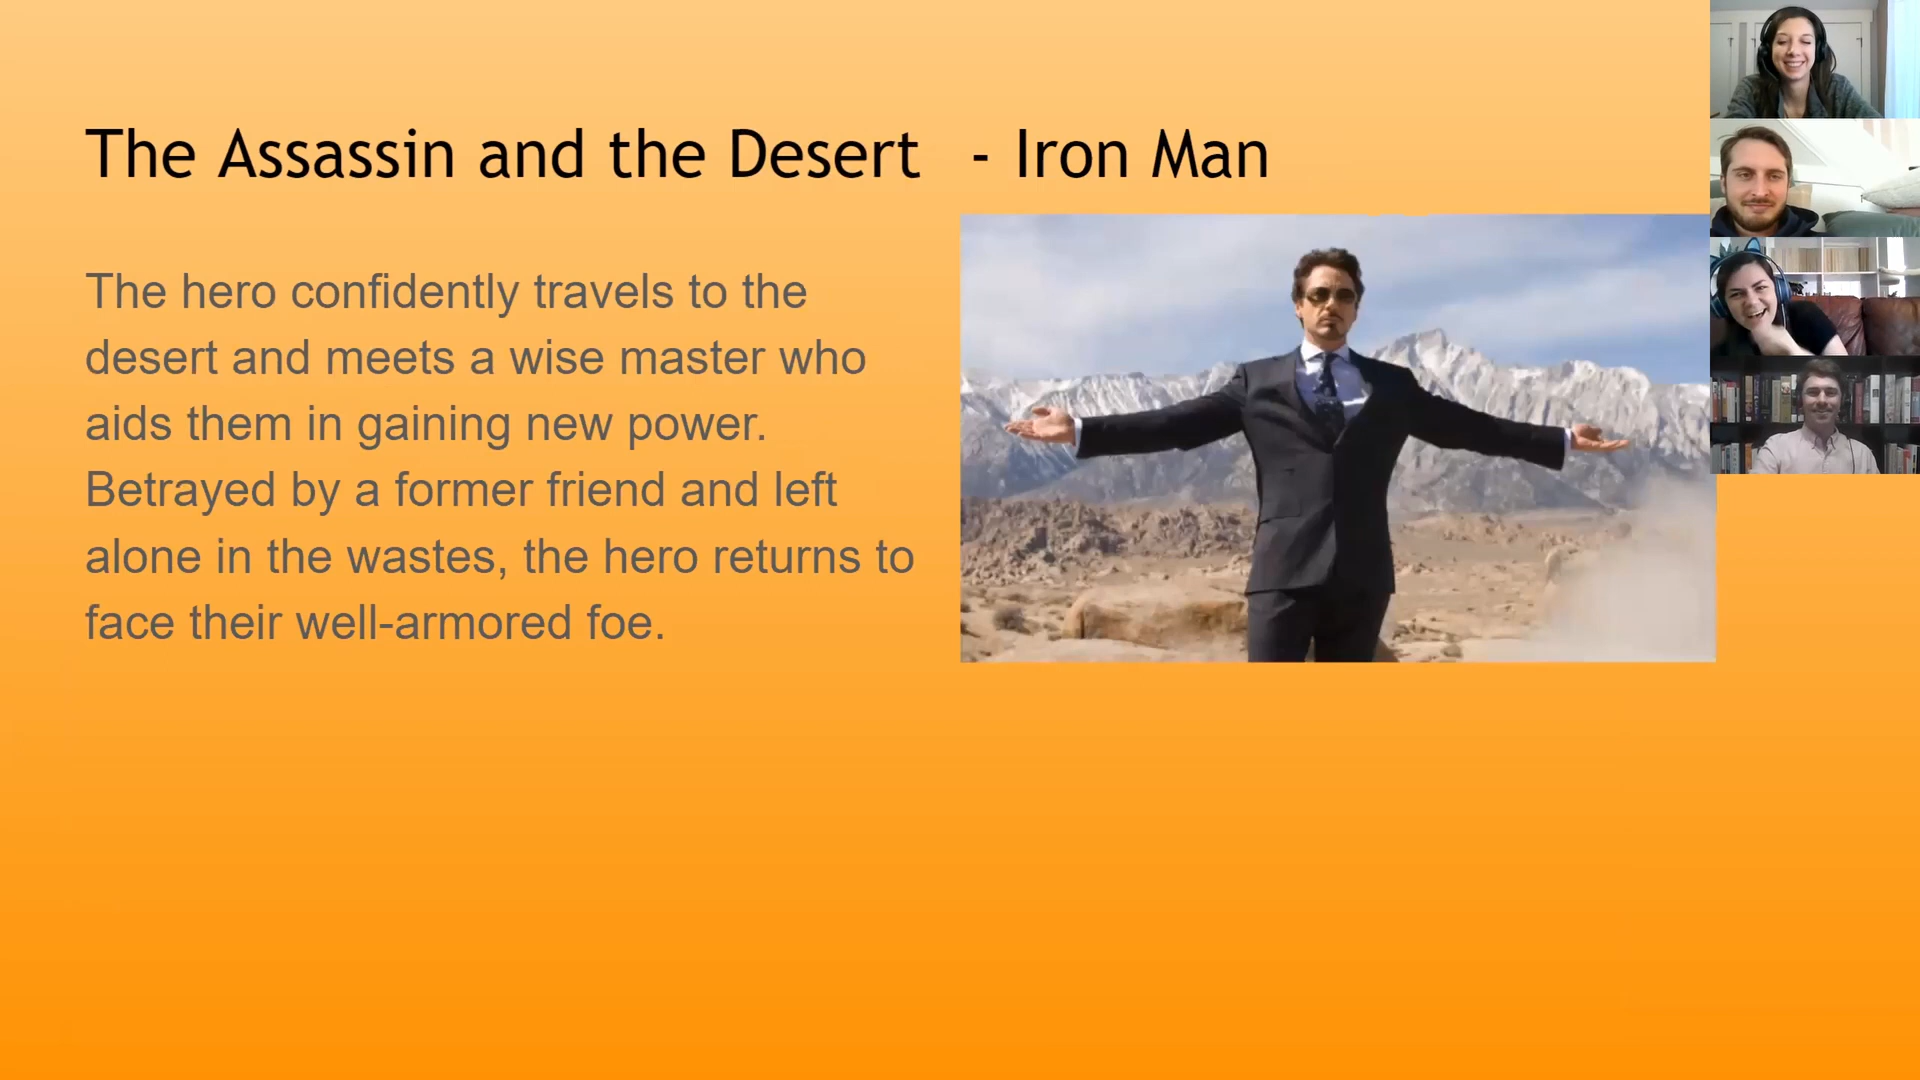 The Assassin and the Desert - Iron Man
The hero confidently travels to the
desert and meets a wise master who
aids them in gaining new power.
Betrayed by a former friend and left
alone in the wastes, the hero returns to
face their well-armored foe.